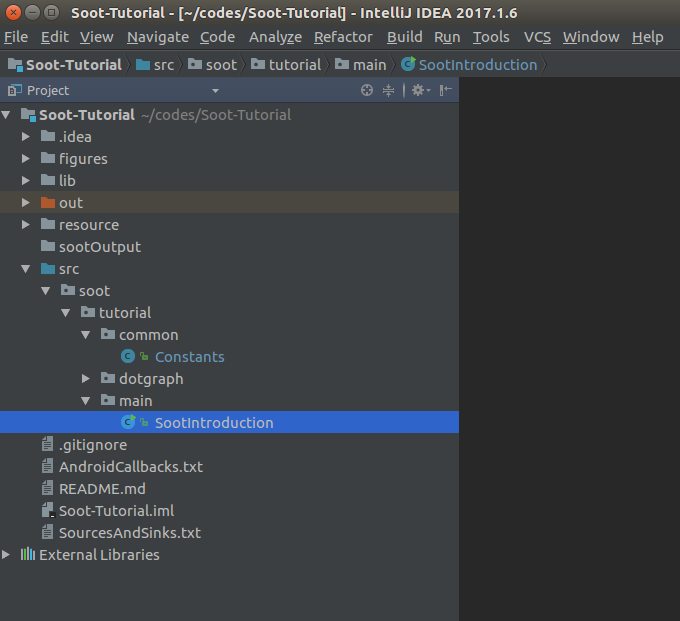 Soot-Tutorial - [~/codes/Soot-Tutorial] - IntelliJ IDEA 2017.1.6
File Edit View Navigate Code Analyze Refactor Build Run Tools VCS Window Help
Soot-Tutorial src soot tutorial main SootIntroduction
Project
Soot-Tutorial ~/codes/Soot-Tutorial
.idea
figures
lib
out
resource
sootOutput
src
soot
tutorial
common
Constants
dotgraph
main
SootIntroduction
.gitignore
AndroidCallbacks.txt
README.md
Soot-Tutorial.iml
SourcesAndSinks.txt
External Libraries